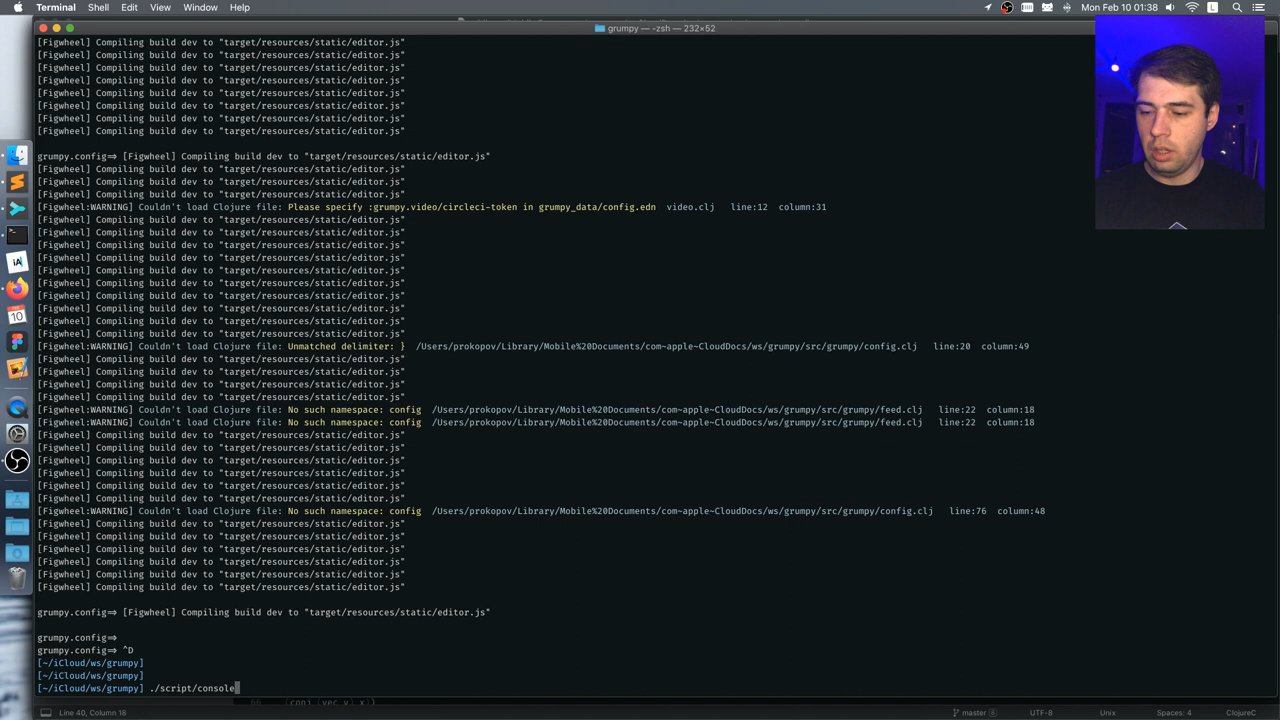 Terminal Shell Edit View Window Help
Mon Feb 10 01:38
grumpy — -zsh — 232×52
[Figwheel] Compiling build dev to "target/resources/static/editor.js"
[Figwheel] Compiling build dev to "target/resources/static/editor.js"
[Figwheel] Compiling build dev to "target/resources/static/editor.js"
[Figwheel] Compiling build dev to "target/resources/static/editor.js"
[Figwheel] Compiling build dev to "target/resources/static/editor.js"
[Figwheel] Compiling build dev to "target/resources/static/editor.js"
[Figwheel] Compiling build dev to "target/resources/static/editor.js"
[Figwheel] Compiling build dev to "target/resources/static/editor.js"
grumpy.config=> [Figwheel] Compiling build dev to "target/resources/static/editor.js"
[Figwheel] Compiling build dev to "target/resources/static/editor.js"
[Figwheel] Compiling build dev to "target/resources/static/editor.js"
[Figwheel] Compiling build dev to "target/resources/static/editor.js"
[Figwheel:WARNING] Couldn't load Clojure file: Please specify :grumpy.video/circleci-token in grumpy_data/config.edn video.clj line:12 column:31
[Figwheel] Compiling build dev to "target/resources/static/editor.js"
[Figwheel] Compiling build dev to "target/resources/static/editor.js"
[Figwheel] Compiling build dev to "target/resources/static/editor.js"
[Figwheel] Compiling build dev to "target/resources/static/editor.js"
[Figwheel] Compiling build dev to "target/resources/static/editor.js"
[Figwheel] Compiling build dev to "target/resources/static/editor.js"
[Figwheel] Compiling build dev to "target/resources/static/editor.js"
[Figwheel] Compiling build dev to "target/resources/static/editor.js"
[Figwheel] Compiling build dev to "target/resources/static/editor.js"
[Figwheel] Compiling build dev to "target/resources/static/editor.js"
[Figwheel:WARNING] Couldn't load Clojure file: Unmatched delimiter: } /Users/prokopov/Library/Mobile%20Documents/com~apple~CloudDocs/ws/grumpy/src/grumpy/config.clj line:20 column:49
[Figwheel] Compiling build dev to "target/resources/static/editor.js"
[Figwheel] Compiling build dev to "target/resources/static/editor.js"
[Figwheel] Compiling build dev to "target/resources/static/editor.js"
[Figwheel] Compiling build dev to "target/resources/static/editor.js"
[Figwheel:WARNING] Couldn't load Clojure file: No such namespace: config /Users/prokopov/Library/Mobile%20Documents/com~apple~CloudDocs/ws/grumpy/src/grumpy/feed.clj line:22 column:18
[Figwheel:WARNING] Couldn't load Clojure file: No such namespace: config /Users/prokopov/Library/Mobile%20Documents/com~apple~CloudDocs/ws/grumpy/src/grumpy/feed.clj line:22 column:18
[Figwheel] Compiling build dev to "target/resources/static/editor.js"
[Figwheel] Compiling build dev to "target/resources/static/editor.js"
[Figwheel] Compiling build dev to "target/resources/static/editor.js"
[Figwheel] Compiling build dev to "target/resources/static/editor.js"
[Figwheel] Compiling build dev to "target/resources/static/editor.js"
[Figwheel] Compiling build dev to "target/resources/static/editor.js"
[Figwheel:WARNING] Couldn't load Clojure file: No such namespace: config /Users/prokopov/Library/Mobile%20Documents/com~apple~CloudDocs/ws/grumpy/src/grumpy/config.clj line:76 column:48
[Figwheel] Compiling build dev to "target/resources/static/editor.js"
[Figwheel] Compiling build dev to "target/resources/static/editor.js"
[Figwheel] Compiling build dev to "target/resources/static/editor.js"
[Figwheel] Compiling build dev to "target/resources/static/editor.js"
[Figwheel] Compiling build dev to "target/resources/static/editor.js"
[Figwheel] Compiling build dev to "target/resources/static/editor.js"
grumpy.config=> [Figwheel] Compiling build dev to "target/resources/static/editor.js"
grumpy.config=>
grumpy.config=> ^D
[~/iCloud/ws/grumpy]
[~/iCloud/ws/grumpy]
[~/iCloud/ws/grumpy] ./script/console
66 (conj (vec v) x))
Line 40, Column 18 master 6 UTF-8 Unix Spaces: 4 ClojureC